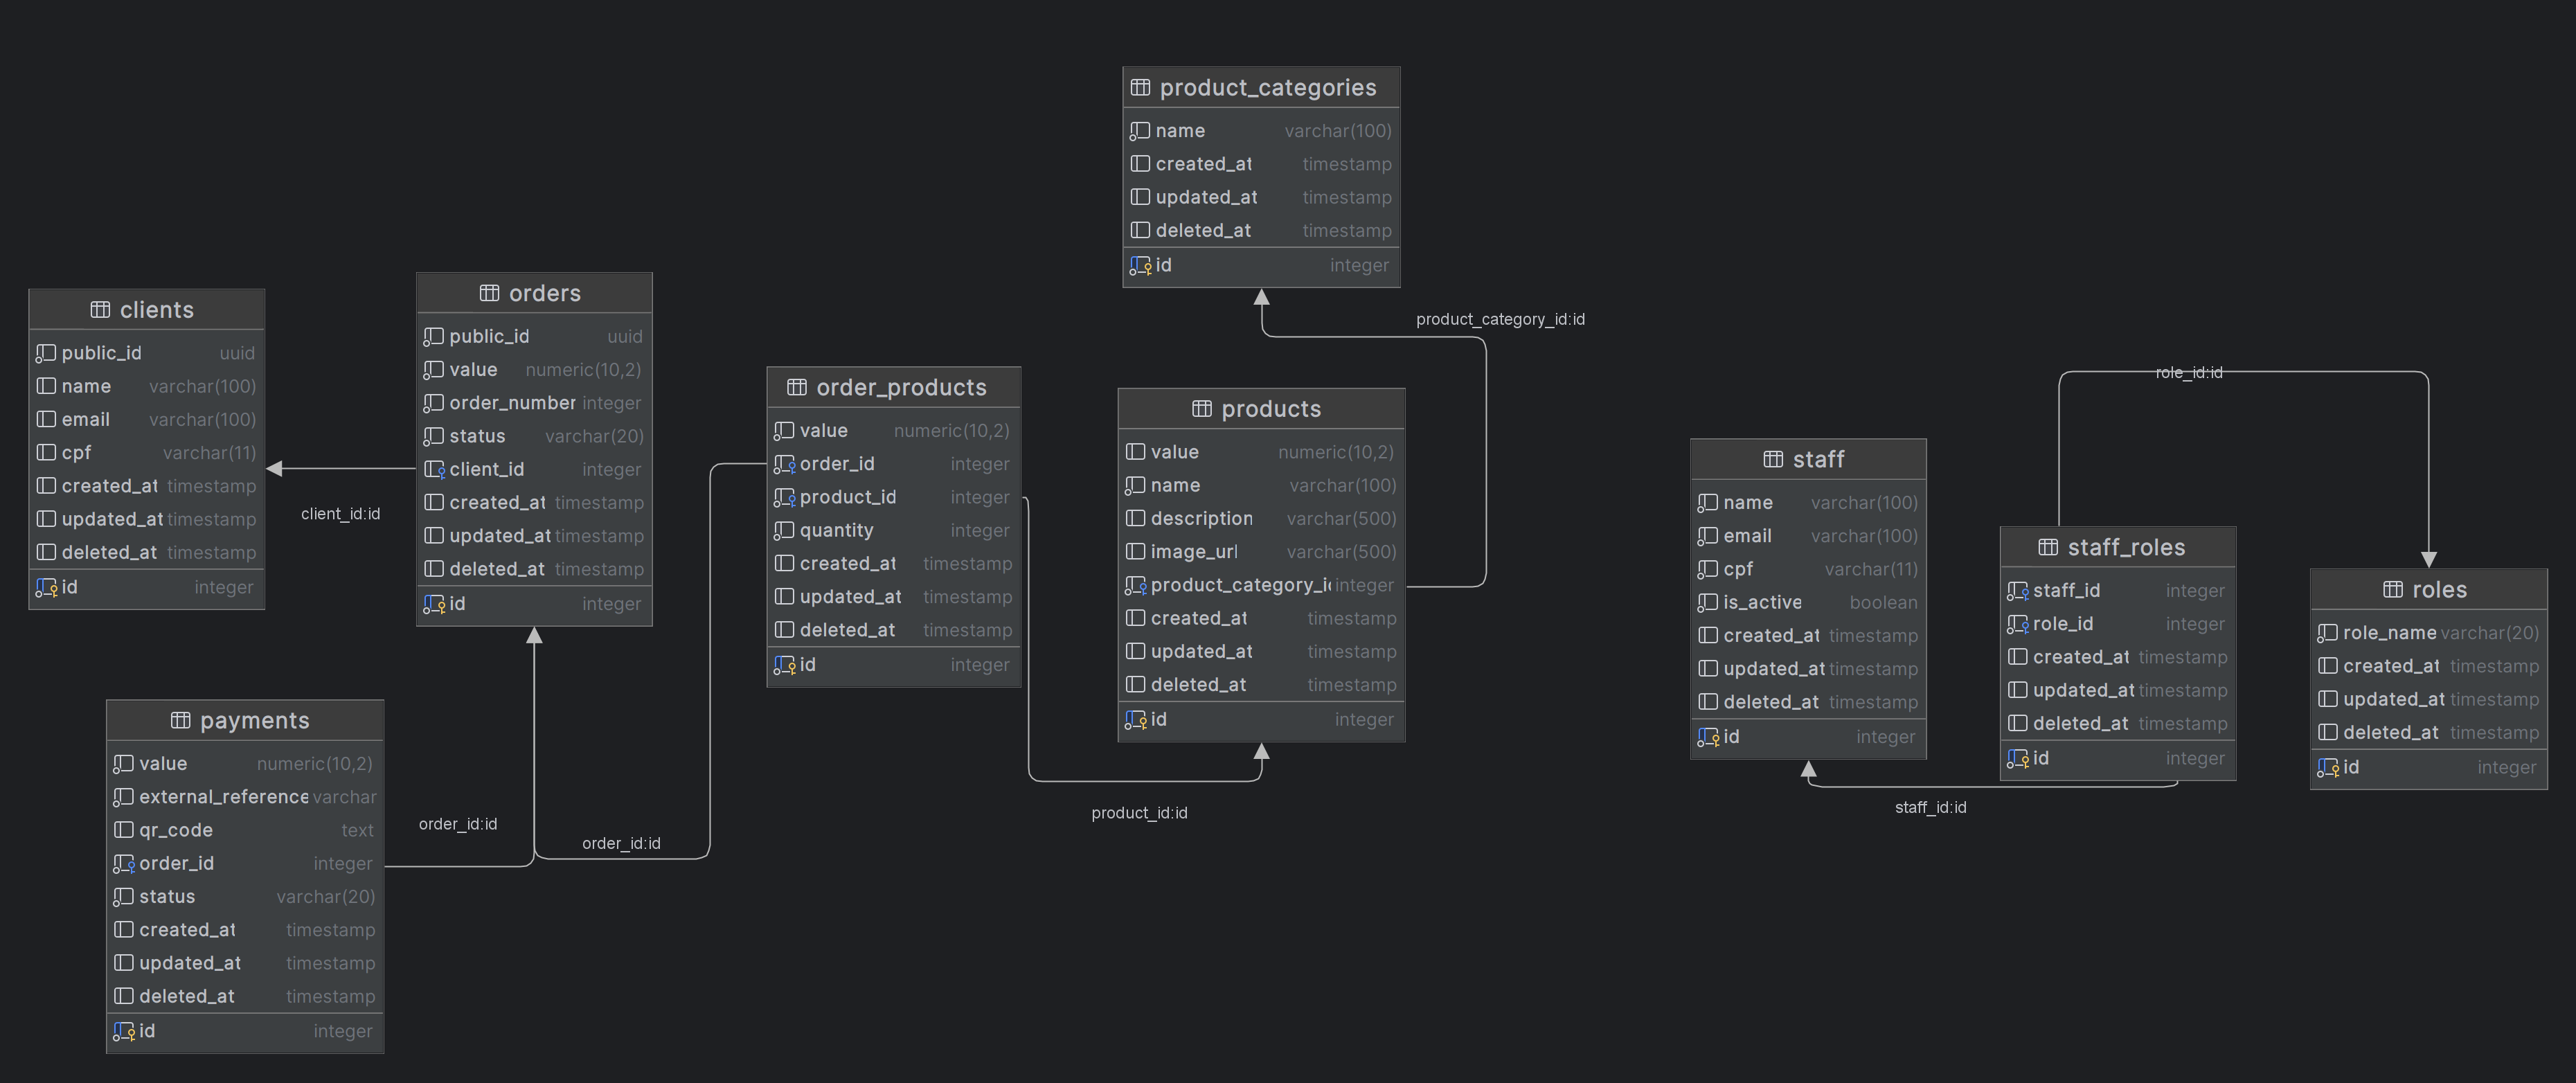 product_categories
name varchar(100)
created_at timestamp
updated_at timestamp
deleted_at timestamp
id integer
clients
public_id uuid
name varchar(100)
email varchar(100)
cpf varchar(11)
created_at timestamp
updated_at timestamp
deleted_at timestamp
id integer
client_id:id
orders
public_id uuid
value numeric(10,2)
order_number integer
status varchar(20)
client_id integer
created_at timestamp
updated_at timestamp
deleted_at timestamp
id integer
order_products
value numeric(10,2)
order_id integer
product_id integer
quantity integer
created_at timestamp
updated_at timestamp
deleted_at timestamp
id integer
product_category_id:id
products
value numeric(10,2)
name varchar(100)
description varchar(500)
image_url varchar(500)
product_category_i integer
created_at timestamp
updated_at timestamp
deleted_at timestamp
id integer
product_id:id
payments
value numeric(10,2)
external_reference varchar
qr_code text
order_id integer
status varchar(20)
created_at timestamp
updated_at timestamp
deleted_at timestamp
id integer
order_id:id
order_id:id
staff
name varchar(100)
email varchar(100)
cpf varchar(11)
is_active boolean
created_at timestamp
updated_at timestamp
deleted_at timestamp
id integer
role_id:id
staff_roles
staff_id integer
role_id integer
created_at timestamp
updated_at timestamp
deleted_at timestamp
id integer
staff_id:id
roles
role_name varchar(20)
created_at timestamp
updated_at timestamp
deleted_at timestamp
id integer